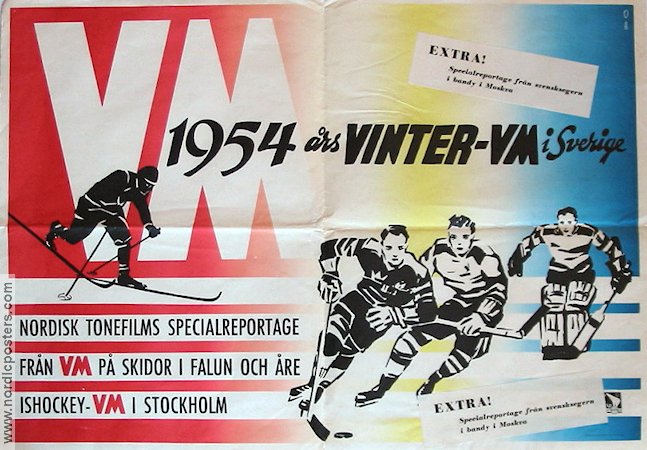 VM
EXTRA!
Specialreportage från svensksegern
i bandy i Moskva
1954 års VINTER-VM i Sverige
NORDISK TONEFILMS SPECIALREPORTAGE
FRÅN VM PÅ SKIDOR I FALUN OCH ÅRE
ISHOCKEY-VM I STOCKHOLM
EXTRA!
Specialreportage från svensksegern
i bandy i Moskva
www.nordicposters.com